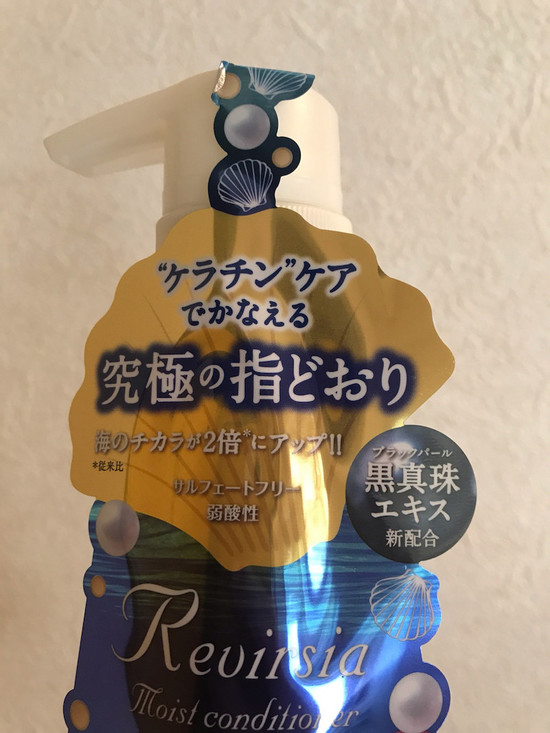 “ケラチン”ケア
でかなえる
究極の指どおり
海のチカラが2倍*にアップ!!
*従来比
サルフェートフリー
弱酸性
ブラックパール
黒真珠
エキス
新配合
Revirsia
Moist conditioner